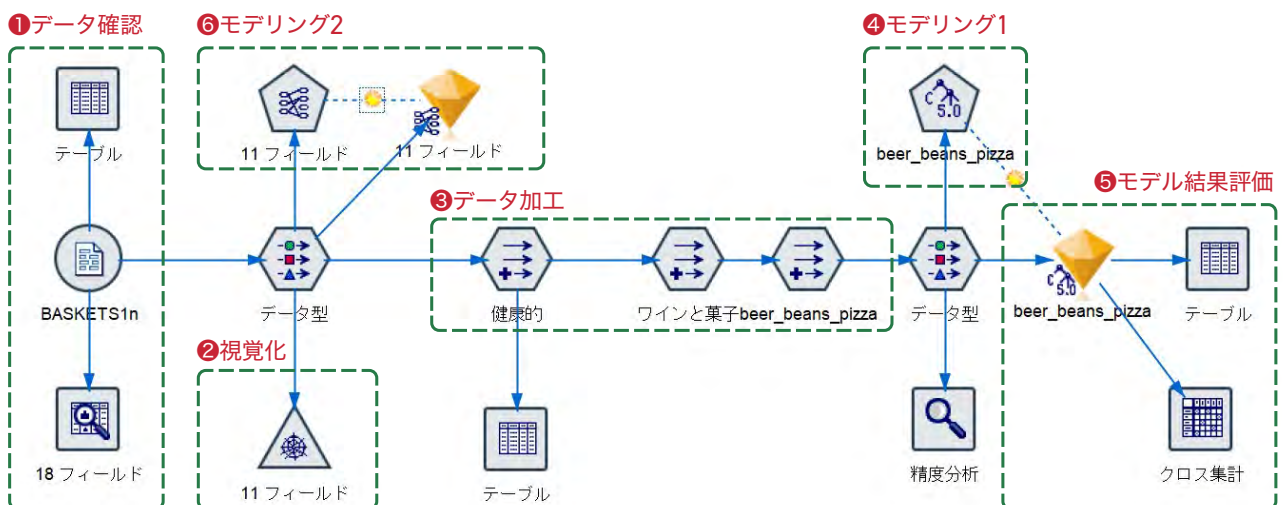 ❶データ確認
❻モデリング2
❹モデリング1
テーブル
11 フィールド
11 フィールド
C 5.0
beer_beans_pizza
❸データ加工
❺モデル結果評価
BASKETS1n
データ型
健康的
ワインと菓子
beer_beans_pizza
データ型
C 5.0
beer_beans_pizza
テーブル
❷視覚化
18 フィールド
11 フィールド
テーブル
精度分析
クロス集計